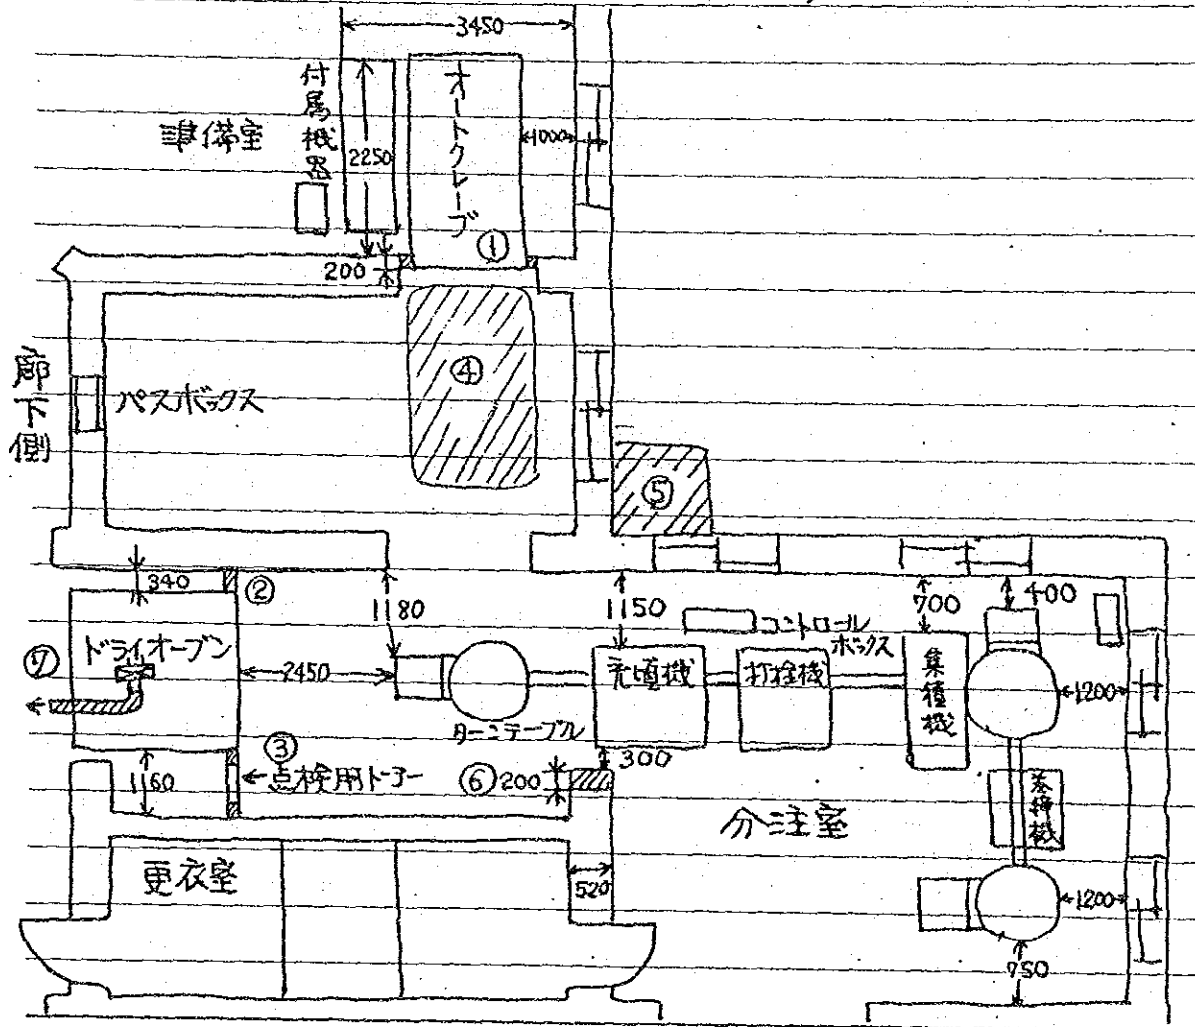 3450
付属機器
オートクレーブ
準備室
2250
1000
①
200
④
廊下側
パスボックス
⑤
340
②
1180
1150
700
400
コントロール
ボックス
⑦
ドライオーブン
2450
充填機
打栓機
集積機
1200
ターンテーブル
③
300
1160
←点検用ドアー
⑥
200
分注室
巻締機
更衣室
520
1200
750